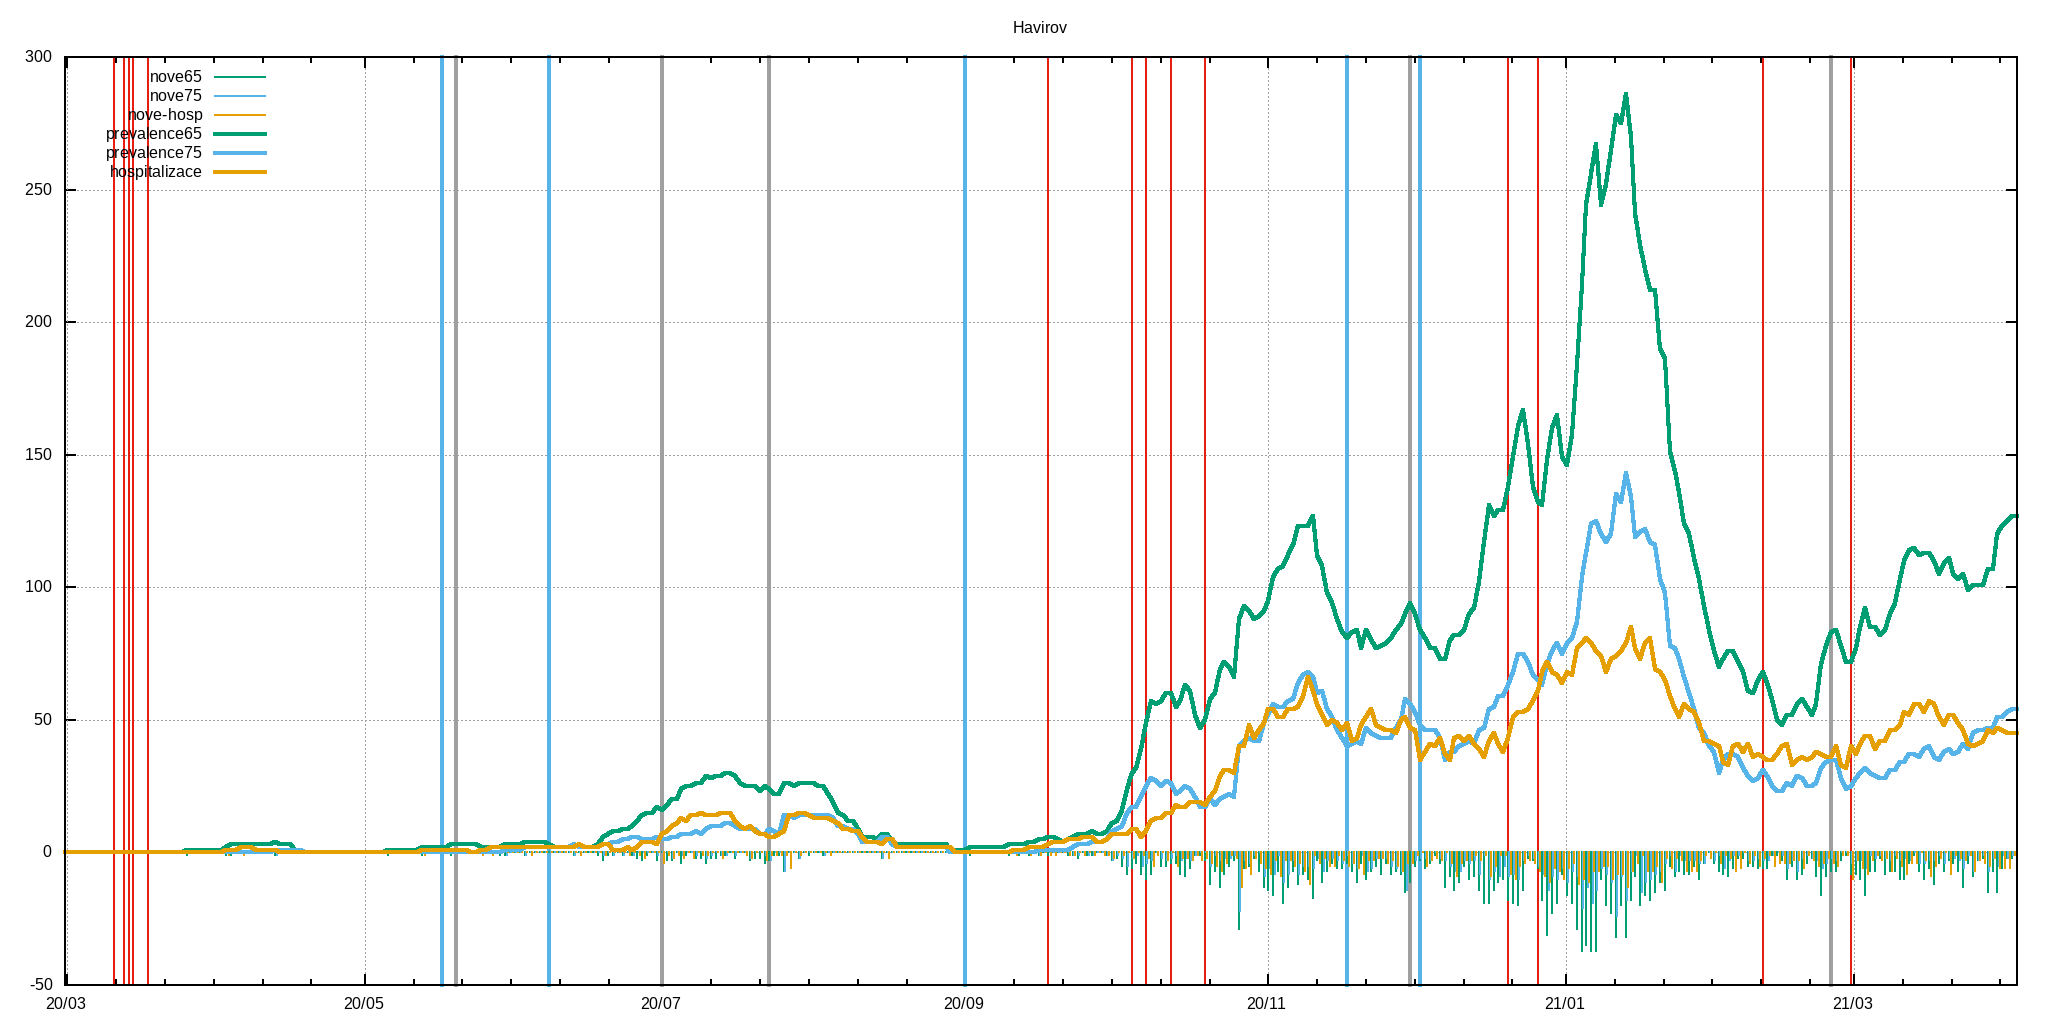 Havirov
300
250
200
150
100
50
0
-50
nove65
nove75
nove-hosp
prevalence65
prevalence75
hospitalizace
20/03 20/05 20/07 20/09 20/11 21/01 21/03